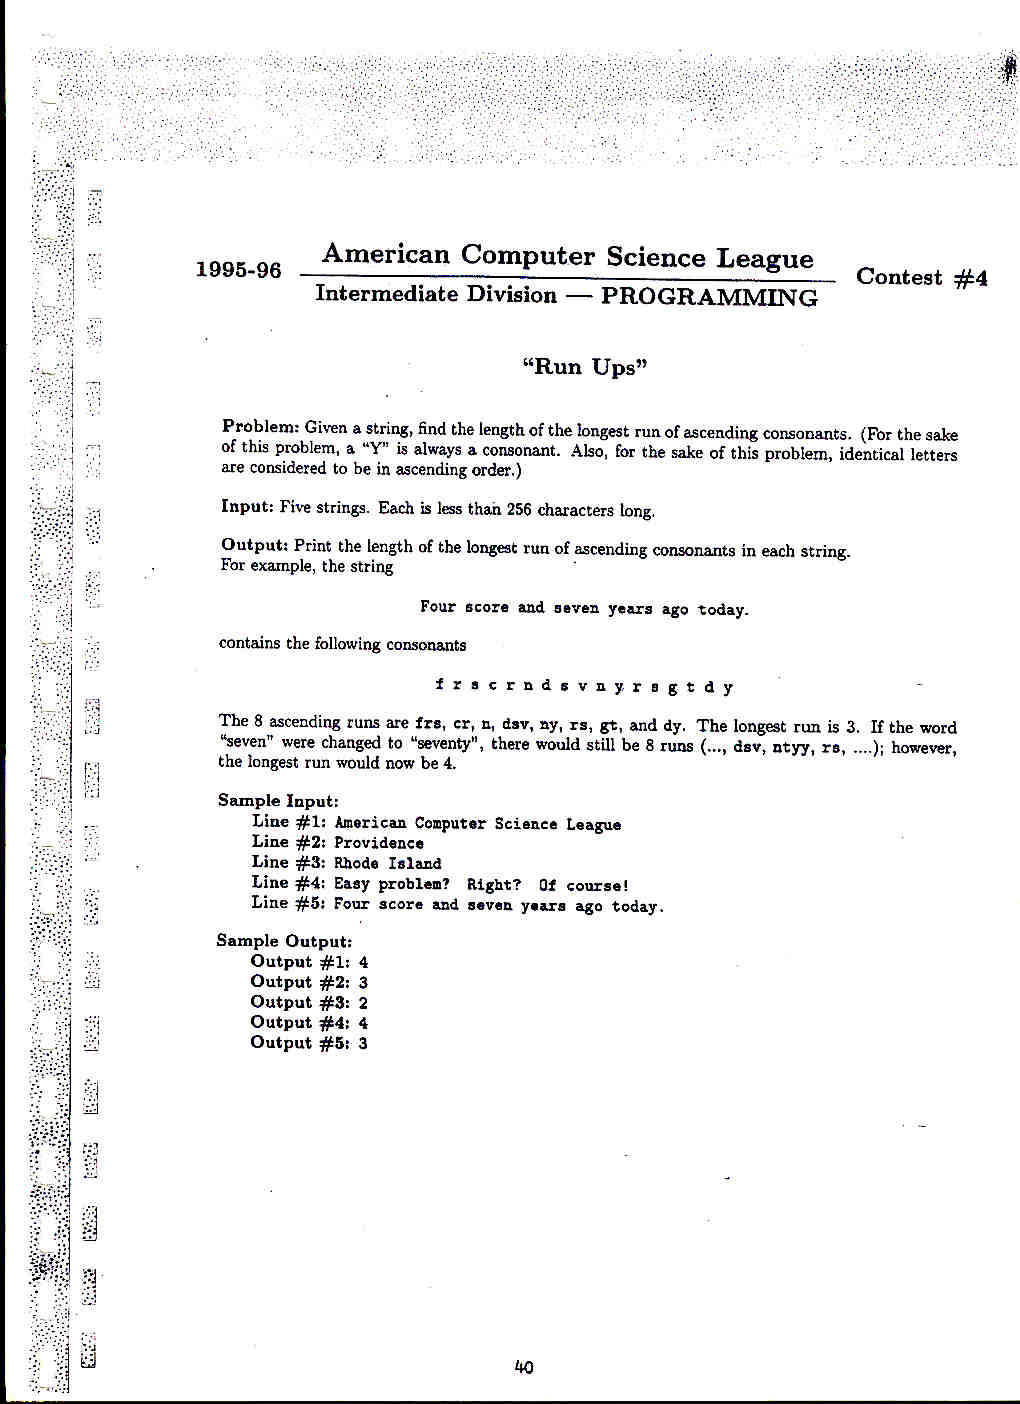 American Computer Science League
1995-96
Contest #4
Intermediate Division — PROGRAMMING
“Run Ups”
Problem: Given a string, find the length of the longest run of ascending consonants. (For the sake
of this problem, a “Y” is always a consonant. Also, for the sake of this problem, identical letters
are considered to be in ascending order.)
Input: Five strings. Each is less than 256 characters long.
Output: Print the length of the longest run of ascending consonants in each string.
For example, the string
Four score and seven years ago today.
contains the following consonants
f r s c r n d s v n y r s g t d y
The 8 ascending runs are frs, cr, n, dsv, ny, rs, gt, and dy. The longest run is 3. If the word
“seven” were changed to “seventy”, there would still be 8 runs (..., dsv, ntyy, rs, ....); however,
the longest run would now be 4.
Sample Input:
Line #1: American Computer Science League
Line #2: Providence
Line #3: Rhode Island
Line #4: Easy problem? Right? Of course!
Line #5: Four score and seven years ago today.
Sample Output:
Output #1: 4
Output #2: 3
Output #3: 2
Output #4: 4
Output #5: 3
40